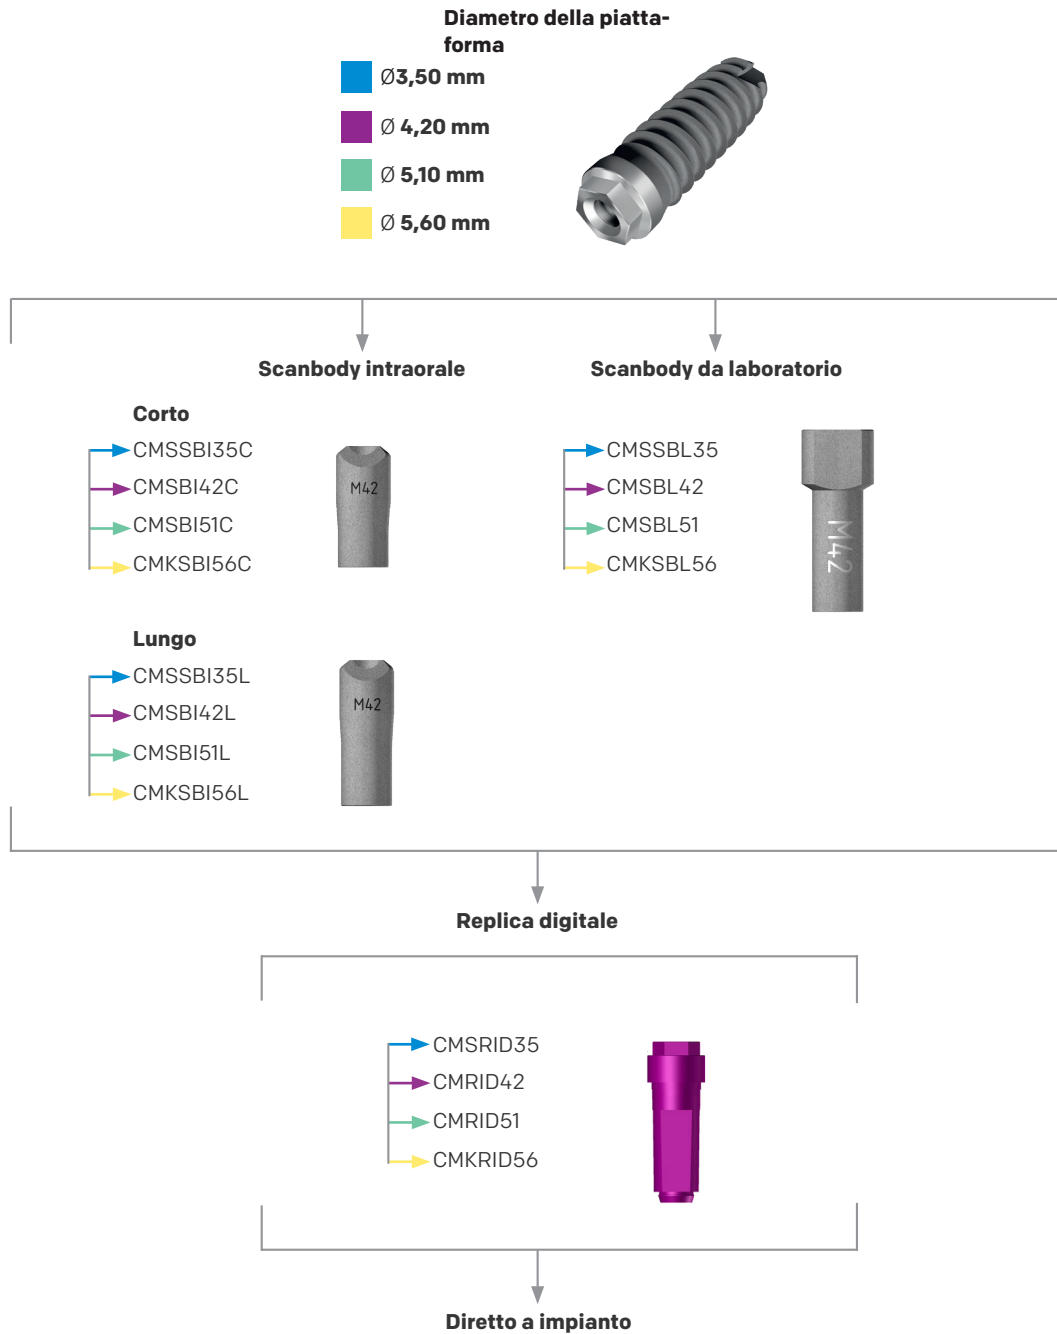 Diametro della piatta-
forma
Ø3,50 mm
Ø 4,20 mm
Ø 5,10 mm
Ø 5,60 mm
Scanbody intraorale
Scanbody da laboratorio
Corto
CMSSBI35C
CMSBI42C
CMSBI51C
CMKSBI56C
M42
CMSSBL35
CMSBL42
CMSBL51
CMKSBL56
M42
Lungo
CMSSBI35L
CMSBI42L
CMSBI51L
CMKSBI56L
M42
Replica digitale
CMSRID35
CMRID42
CMRID51
CMKRID56
Diretto a impianto